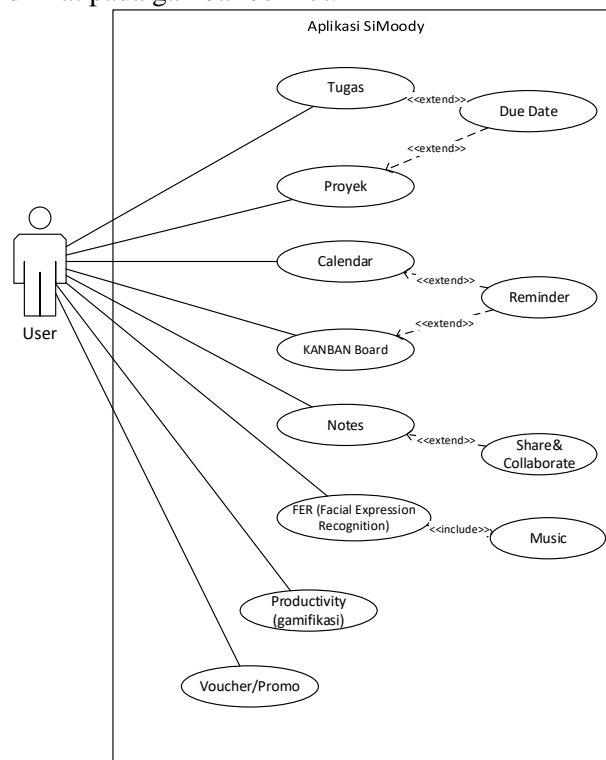 Aplikasi SiMoody
Tugas
<<extend>>
Due Date
<<extend>>
Proyek
Calendar
<<extend>>
Reminder
<<extend>>
KANBAN Board
User
Notes
<<extend>>
Share&
Collaborate
FER (Facial Expression
Recognition)
<<include>>
Music
Productivity
(gamifikasi)
Voucher/Promo